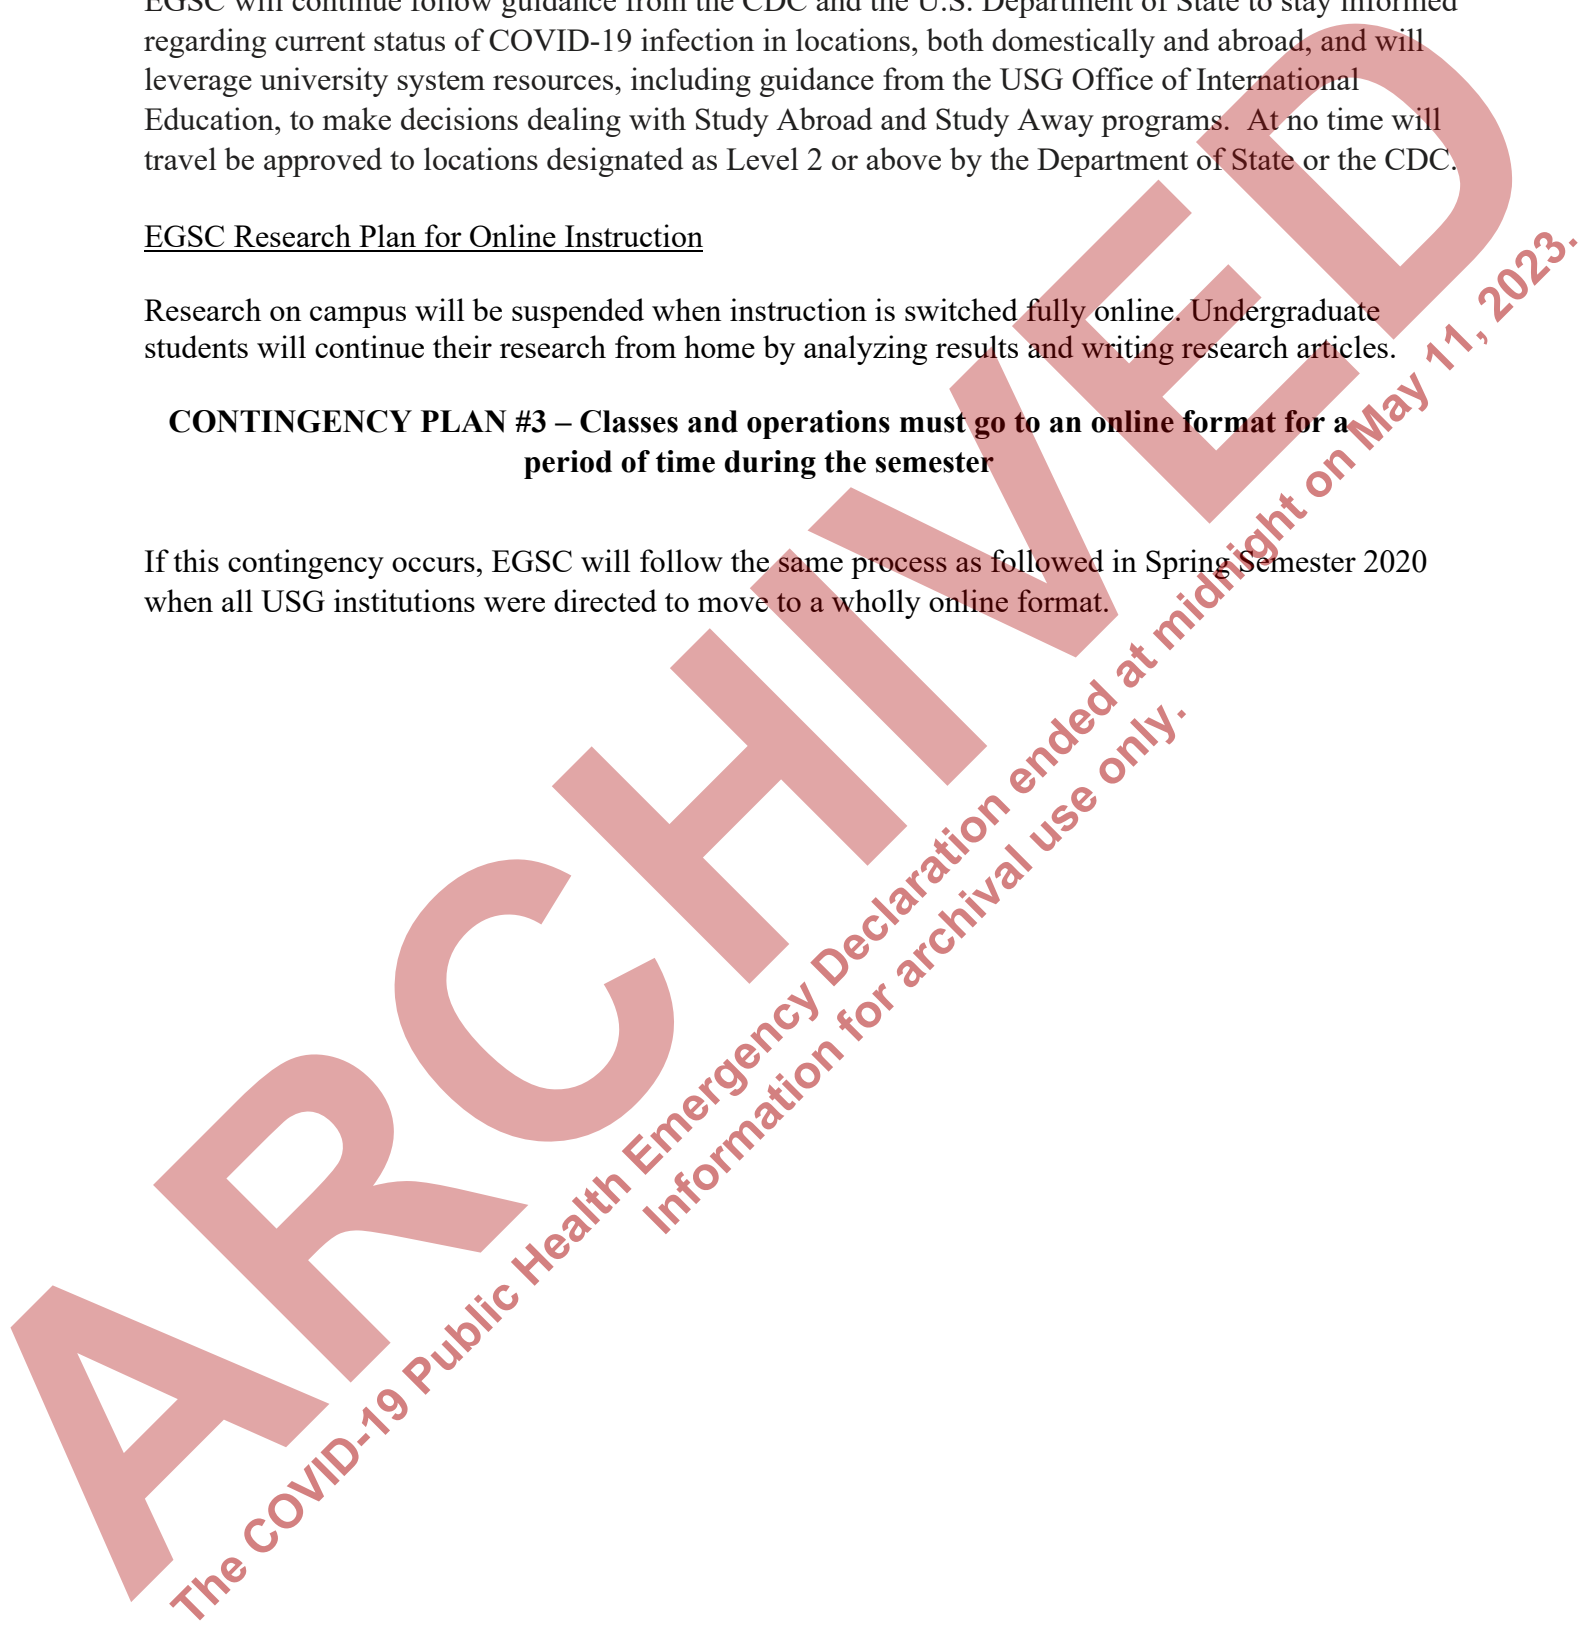 EGSC will continue follow guidance from the CDC and the U.S. Department of State to stay informed
regarding current status of COVID-19 infection in locations, both domestically and abroad, and will
leverage university system resources, including guidance from the USG Office of International
Education, to make decisions dealing with Study Abroad and Study Away programs.  At no time will
travel be approved to locations designated as Level 2 or above by the Department of State or the CDC.
EGSC Research Plan for Online Instruction
Research on campus will be suspended when instruction is switched fully online. Undergraduate
students will continue their research from home by analyzing results and writing research articles.
CONTINGENCY PLAN #3 – Classes and operations must go to an online format for a
period of time during the semester
If this contingency occurs, EGSC will follow the same process as followed in Spring Semester 2020
when all USG institutions were directed to move to a wholly online format.
ARCHIVED
The COVID-19 Public Health Emergency Declaration ended at midnight on May 11, 2023.
Information for archival use only.